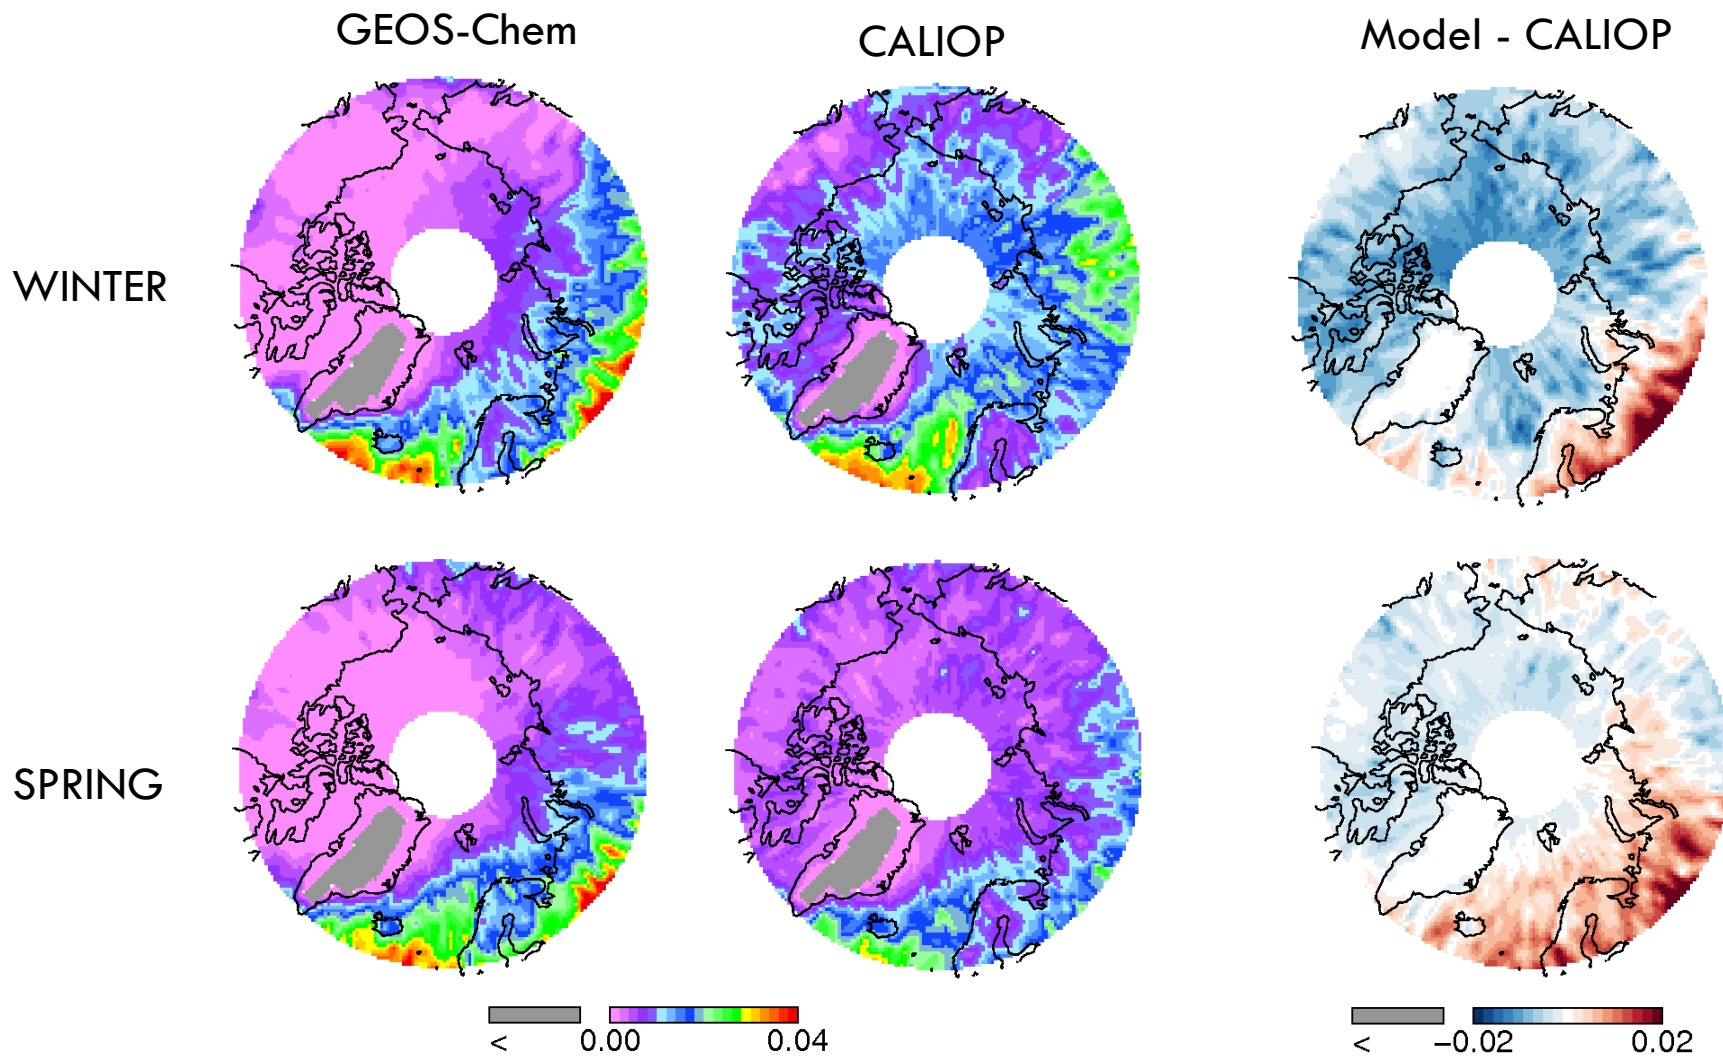 GEOS-Chem
CALIOP
Model - CALIOP
WINTER
SPRING
< 0.00 0.04
< −0.02 0.02